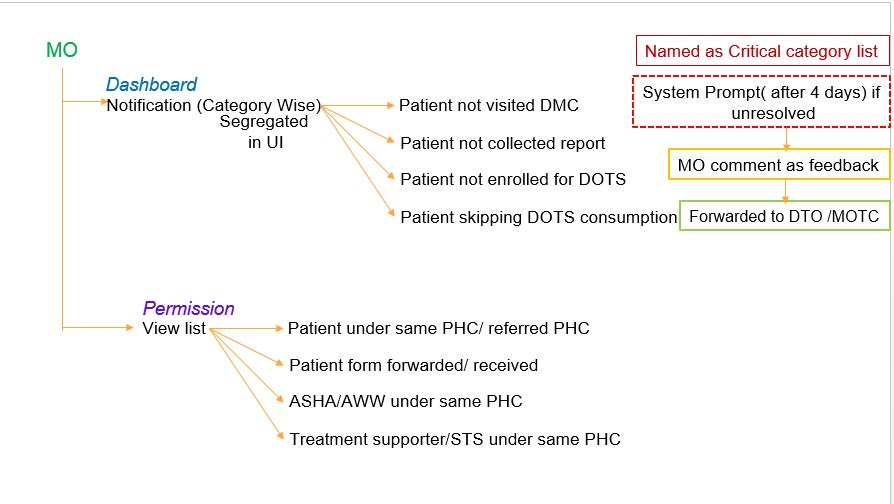 MO
Named as Critical category list
Dashboard
Notification (Category Wise)
Segregated
in UI
Patient not visited DMC
Patient not collected report
Patient not enrolled for DOTS
Patient skipping DOTS consumption
System Prompt( after 4 days) if
unresolved
MO comment as feedback
Forwarded to DTO /MOTC
Permission
View list
Patient under same PHC/ referred PHC
Patient form forwarded/ received
ASHA/AWW under same PHC
Treatment supporter/STS under same PHC